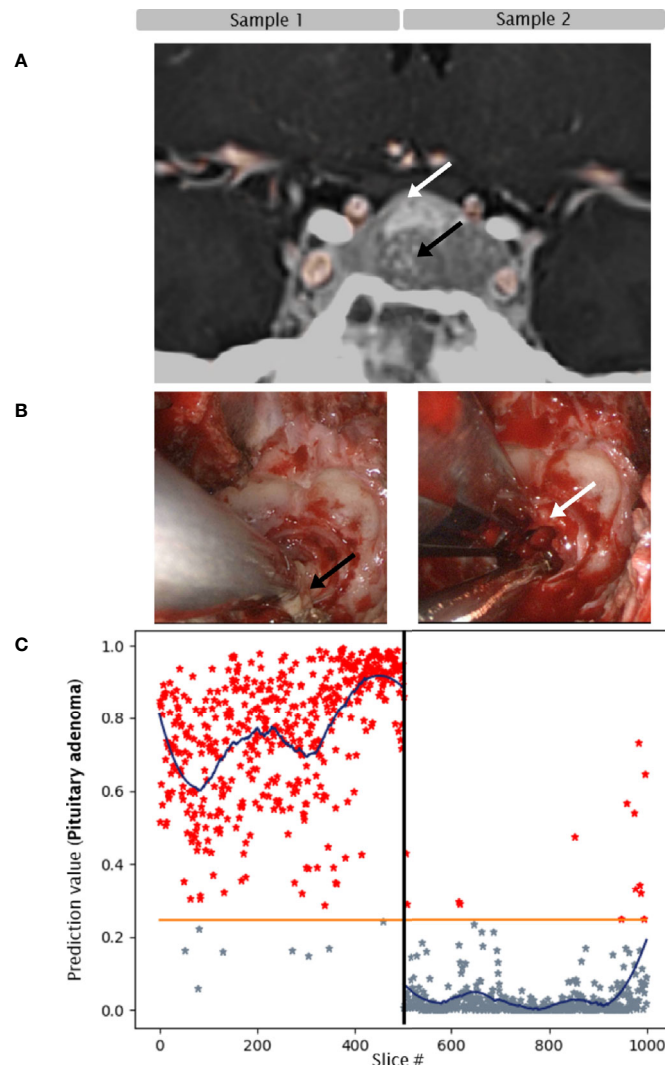 Sample 1 Sample 2
A
B
C
Prediction value (Pituitary adenoma)
1.0
0.8
0.6
0.4
0.2
0.0
0 200 400 600 800 1000
Slice #